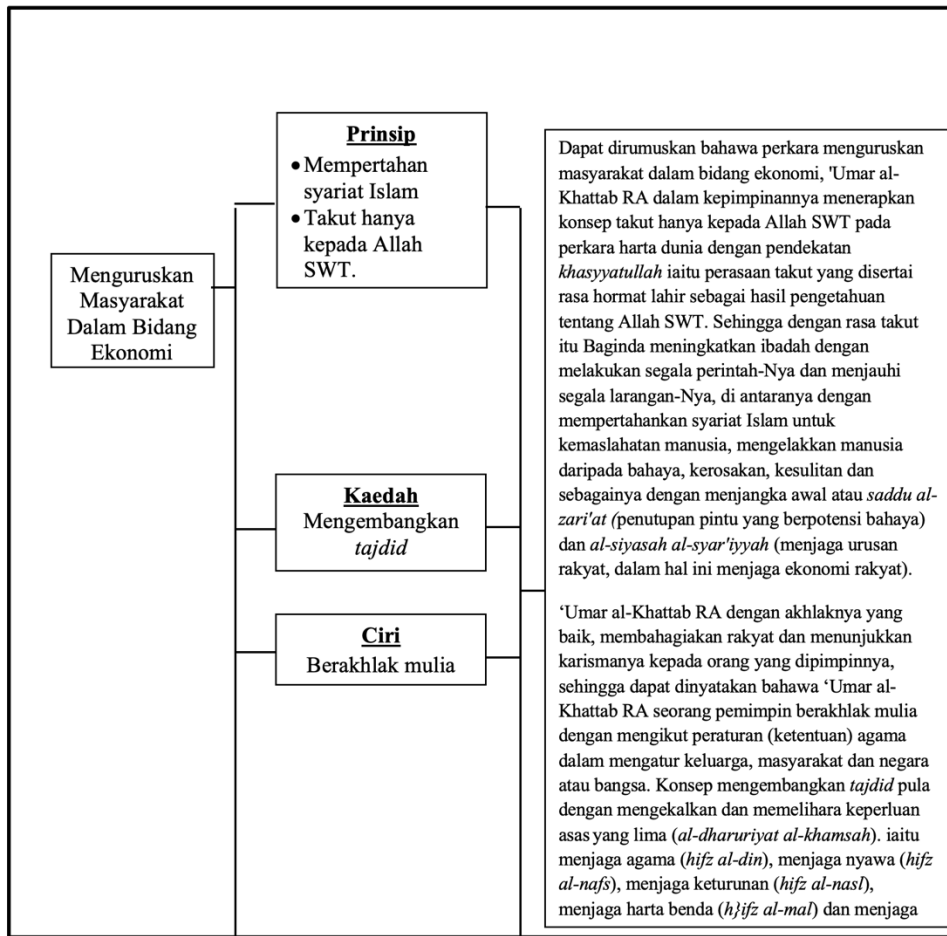 Menguruskan
Masyarakat
Dalam Bidang
Ekonomi
Prinsip
• Mempertahan
syariat Islam
• Takut hanya
kepada Allah
SWT.
Kaedah
Mengembangkan
tajdid
Ciri
Berakhlak mulia
Dapat dirumuskan bahawa perkara menguruskan
masyarakat dalam bidang ekonomi, 'Umar al-
Khattab RA dalam kepimpinannya menerapkan
konsep takut hanya kepada Allah SWT pada
perkara harta dunia dengan pendekatan
khasyyatullah iaitu perasaan takut yang disertai
rasa hormat lahir sebagai hasil pengetahuan
tentang Allah SWT. Sehingga dengan rasa takut
itu Baginda meningkatkan ibadah dengan
melakukan segala perintah-Nya dan menjauhi
segala larangan-Nya, di antaranya dengan
mempertahankan syariat Islam untuk
kemaslahatan manusia, mengelakkan manusia
daripada bahaya, kerosakan, kesulitan dan
sebagainya dengan menjangka awal atau saddu al-
zari'at (penutupan pintu yang berpotensi bahaya)
dan al-siyasah al-syar'iyyah (menjaga urusan
rakyat, dalam hal ini menjaga ekonomi rakyat).
‘Umar al-Khattab RA dengan akhlaknya yang
baik, membahagiakan rakyat dan menunjukkan
karismanya kepada orang yang dipimpinnya,
sehingga dapat dinyatakan bahawa ‘Umar al-
Khattab RA seorang pemimpin berakhlak mulia
dengan mengikut peraturan (ketentuan) agama
dalam mengatur keluarga, masyarakat dan negara
atau bangsa. Konsep mengembangkan tajdid pula
dengan mengekalkan dan memelihara keperluan
asas yang lima (al-dharuriyat al-khamsah). iaitu
menjaga agama (hifz al-din), menjaga nyawa (hifz
al-nafs), menjaga keturunan (hifz al-nasl),
menjaga harta benda (h}ifz al-mal) dan menjaga